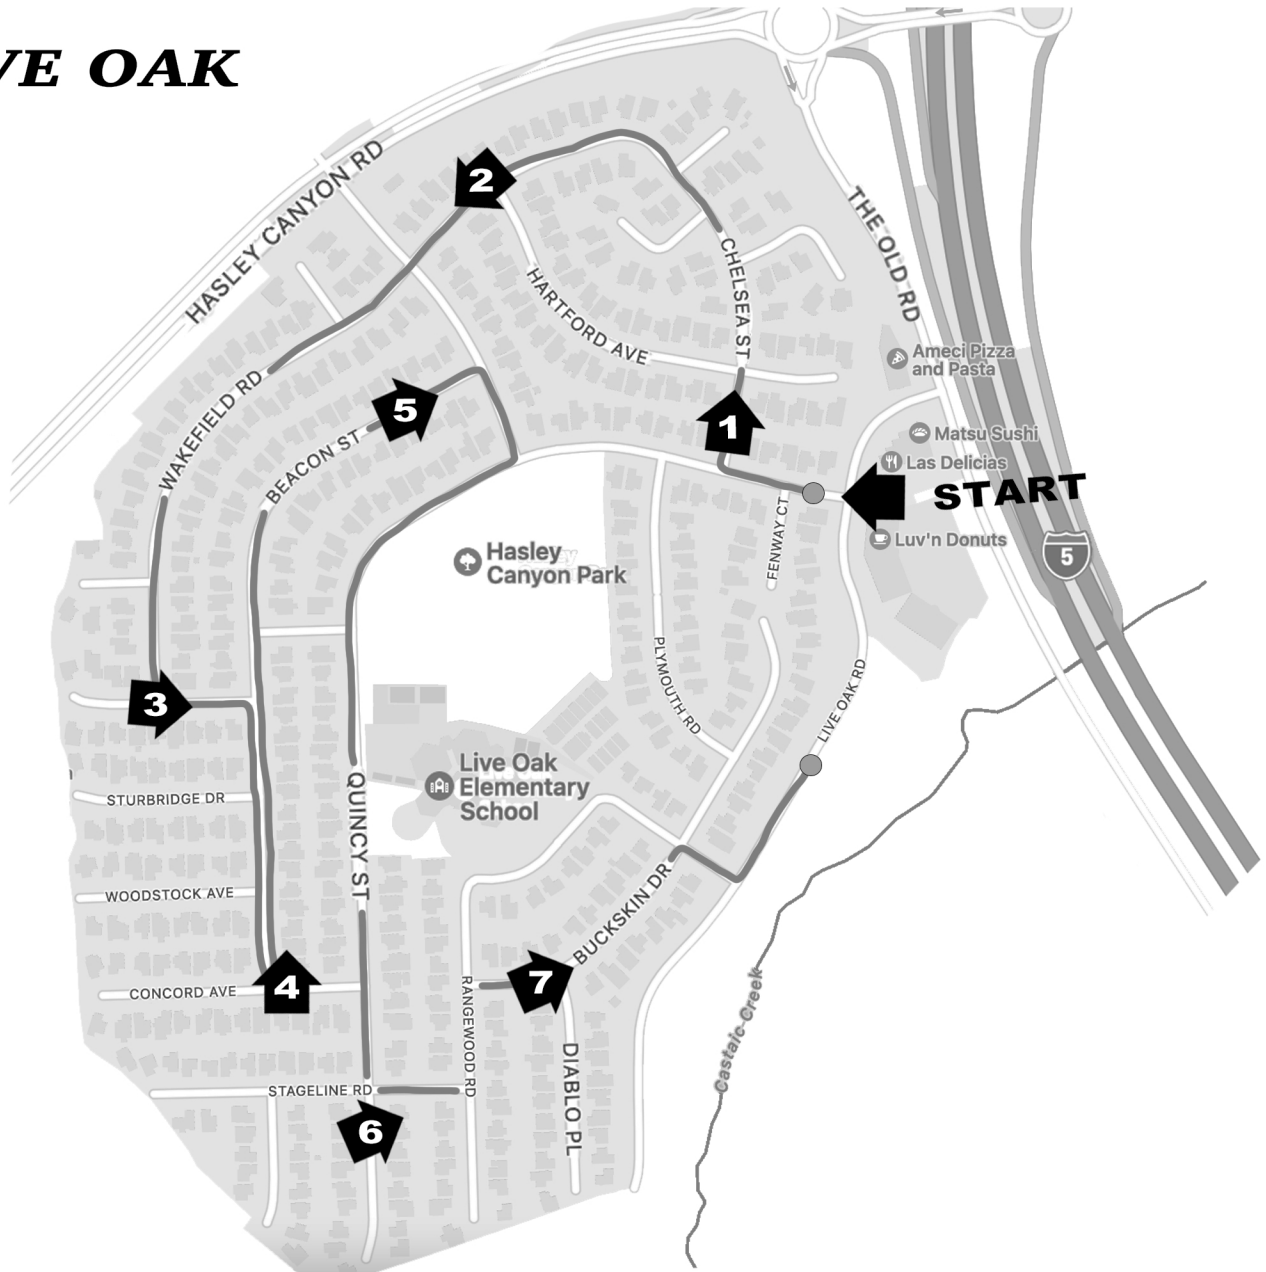 VE OAK
HASLEY CANYON RD
2
THE OLD RD
CHELSEA ST
HARTFORD AVE
Ameci Pizza
and Pasta
WAKEFIELD RD
5
BEACON ST
1
Matsu Sushi
Las Delicias
START
FENWAY CT
Luv'n Donuts
5
Hasley
Canyon Park
PLYMOUTH RD
LIVE OAK RD
3
Live Oak
Elementary
School
QUINCY ST
STURBRIDGE DR
WOODSTOCK AVE
BUCKSKIN DR
4
CONCORD AVE
7
RANGEWOOD RD
Castaic Creek
DIABLO PL
STAGELINE RD
6